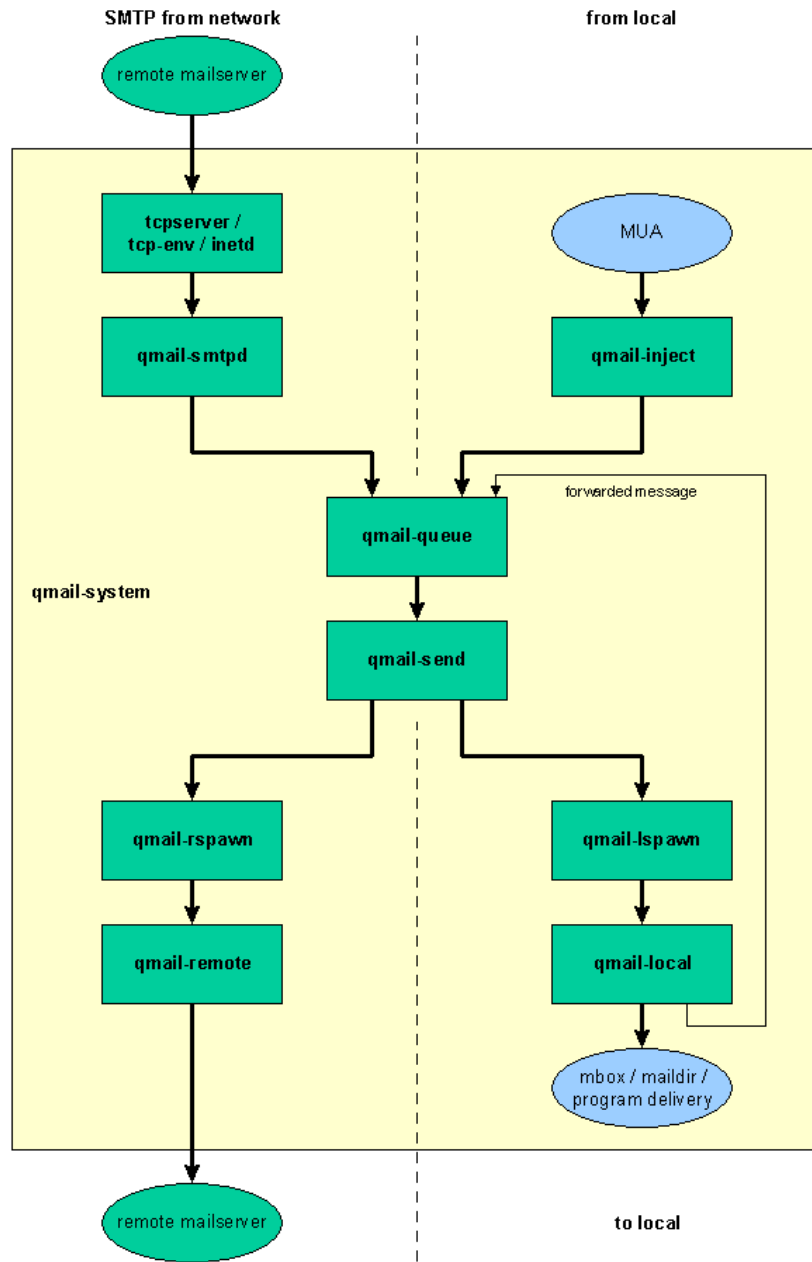 SMTP from network
from local
remote mailserver
tcpserver /
tcp-env / inetd
MUA
qmail-smtpd
qmail-inject
forwarded message
qmail-queue
qmail-system
qmail-send
qmail-rspawn
qmail-lspawn
qmail-remote
qmail-local
mbox / maildir /
program delivery
remote mailserver
to local